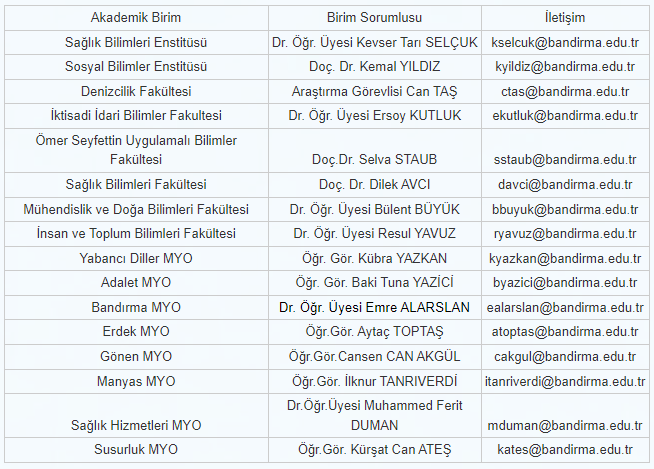 Akademik Birim Birim Sorumlusu İletişim
Sağlık Bilimleri Enstitüsü Dr. Öğr. Üyesi Kevser Tarı SELÇUK kselcuk@bandirma.edu.tr
Sosyal Bilimler Enstitüsü Doç. Dr. Kemal YILDIZ kyildiz@bandirma.edu.tr
Denizcilik Fakültesi Araştırma Görevlisi Can TAŞ ctas@bandirma.edu.tr
İktisadi İdari Bilimler Fakultesi Dr. Öğr. Üyesi Ersoy KUTLUK ekutluk@bandirma.edu.tr
Ömer Seyfettin Uygulamalı Bilimler
Fakültesi Doç.Dr. Selva STAUB sstaub@bandirma.edu.tr
Sağlık Bilimleri Fakültesi Doç. Dr. Dilek AVCI davci@bandirma.edu.tr
Mühendislik ve Doğa Bilimleri Fakültesi Dr. Öğr. Üyesi Bülent BÜYÜK bbuyuk@bandirma.edu.tr
İnsan ve Toplum Bilimleri Fakültesi Dr. Öğr. Üyesi Resul YAVUZ ryavuz@bandirma.edu.tr
Yabancı Diller MYO Öğr. Gör. Kübra YAZKAN kyazkan@bandirma.edu.tr
Adalet MYO Öğr. Gör. Baki Tuna YAZİCİ byazici@bandirma.edu.tr
Bandırma MYO Dr. Öğr. Üyesi Emre ALARSLAN ealarslan@bandirma.edu.tr
Erdek MYO Öğr.Gör. Aytaç TOPTAŞ atoptas@bandirma.edu.tr
Gönen MYO Öğr.Gör.Cansen CAN AKGÜL cakgul@bandirma.edu.tr
Manyas MYO Öğr.Gör. İlknur TANRIVERDİ itanriverdi@bandirma.edu.tr
Dr.Öğr.Üyesi Muhammed Ferit
Sağlık Hizmetleri MYO DUMAN mduman@bandirma.edu.tr
Susurluk MYO Öğr.Gör. Kürşat Can ATEŞ kates@bandirma.edu.tr